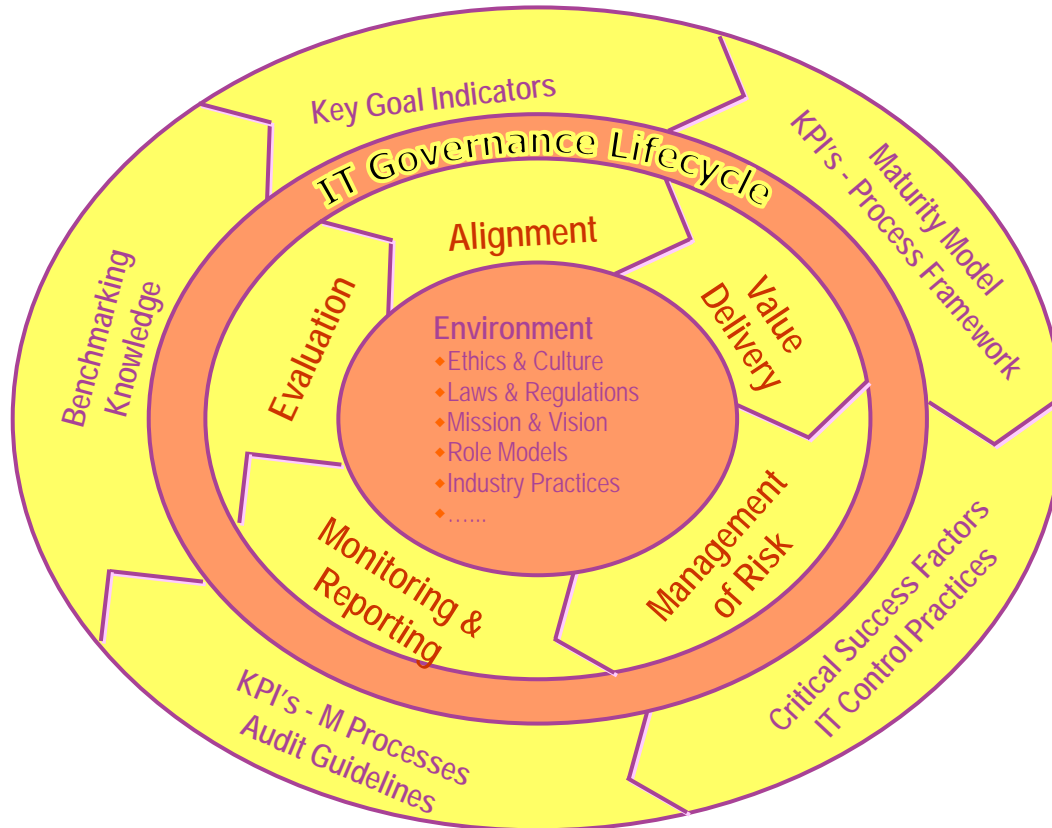 Key Goal Indicators
IT Governance Lifecycle
Maturity Model
KPI's - Process Framework
Alignment
Value
Delivery
Benchmarking
Knowledge
Evaluation
Environment
Ethics & Culture
Laws & Regulations
Mission & Vision
Role Models
Industry Practices
…...
Management
of Risk
Monitoring &
Reporting
Critical Success Factors
IT Control Practices
KPI's - M Processes
Audit Guidelines